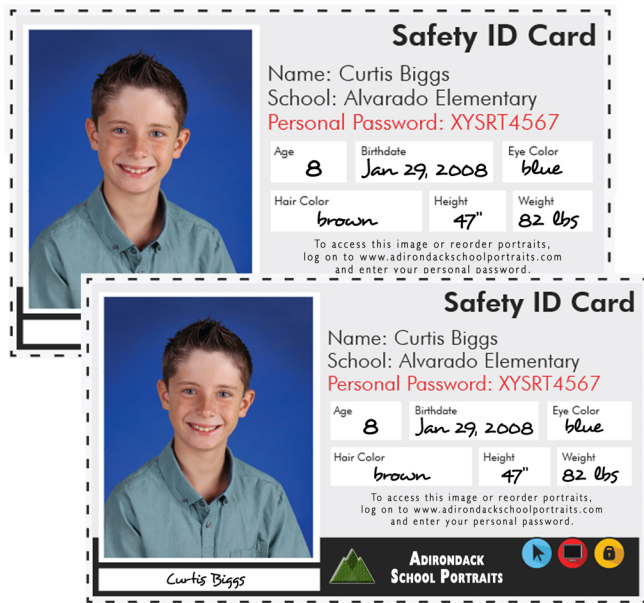 Safety ID Card
Name: Curtis Biggs
School: Alvarado Elementary
Personal Password: XYSRT4567
Age Birthdate Eye Color
8 Jan 29, 2008 blue
Hair Color Height Weight
brown 47" 82 lbs
To access this image or reorder portraits,
log on to www.adirondackschoolportraits.com
and enter your personal password.
Safety ID Card
Name: Curtis Biggs
School: Alvarado Elementary
Personal Password: XYSRT4567
Age Birthdate Eye Color
8 Jan 29, 2008 blue
Hair Color Height Weight
brown 47" 82 lbs
To access this image or reorder portraits,
log on to www.adirondackschoolportraits.com
and enter your personal password.
Curtis Biggs
ADIRONDACK
SCHOOL PORTRAITS